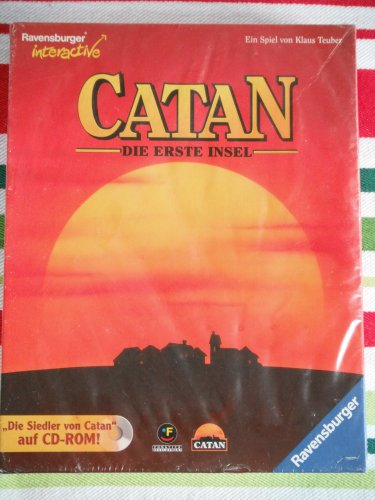 Ravensburger
interactive
Ein Spiel von Klaus Teuber
CATAN
DIE ERSTE INSEL
„Die Siedler von Catan"
auf CD-ROM!
F
CATAN
Ravensburger